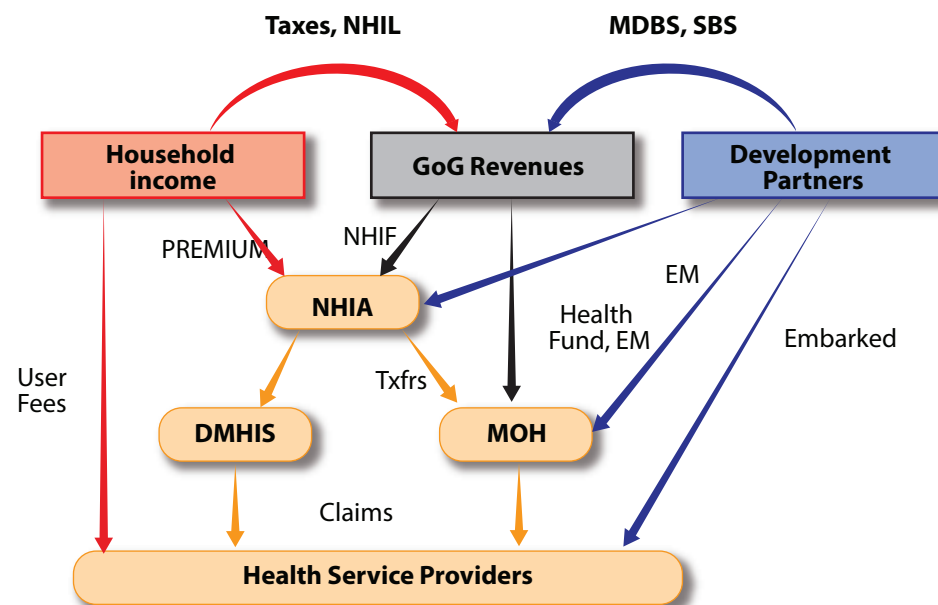 Taxes, NHIL
MDBS, SBS
Household
income
GoG Revenues
Development
Partners
PREMIUM
NHIF
EM
NHIA
Health
Fund, EM
Embarked
User
Fees
Txfrs
DMHIS
MOH
Claims
Health Service Providers